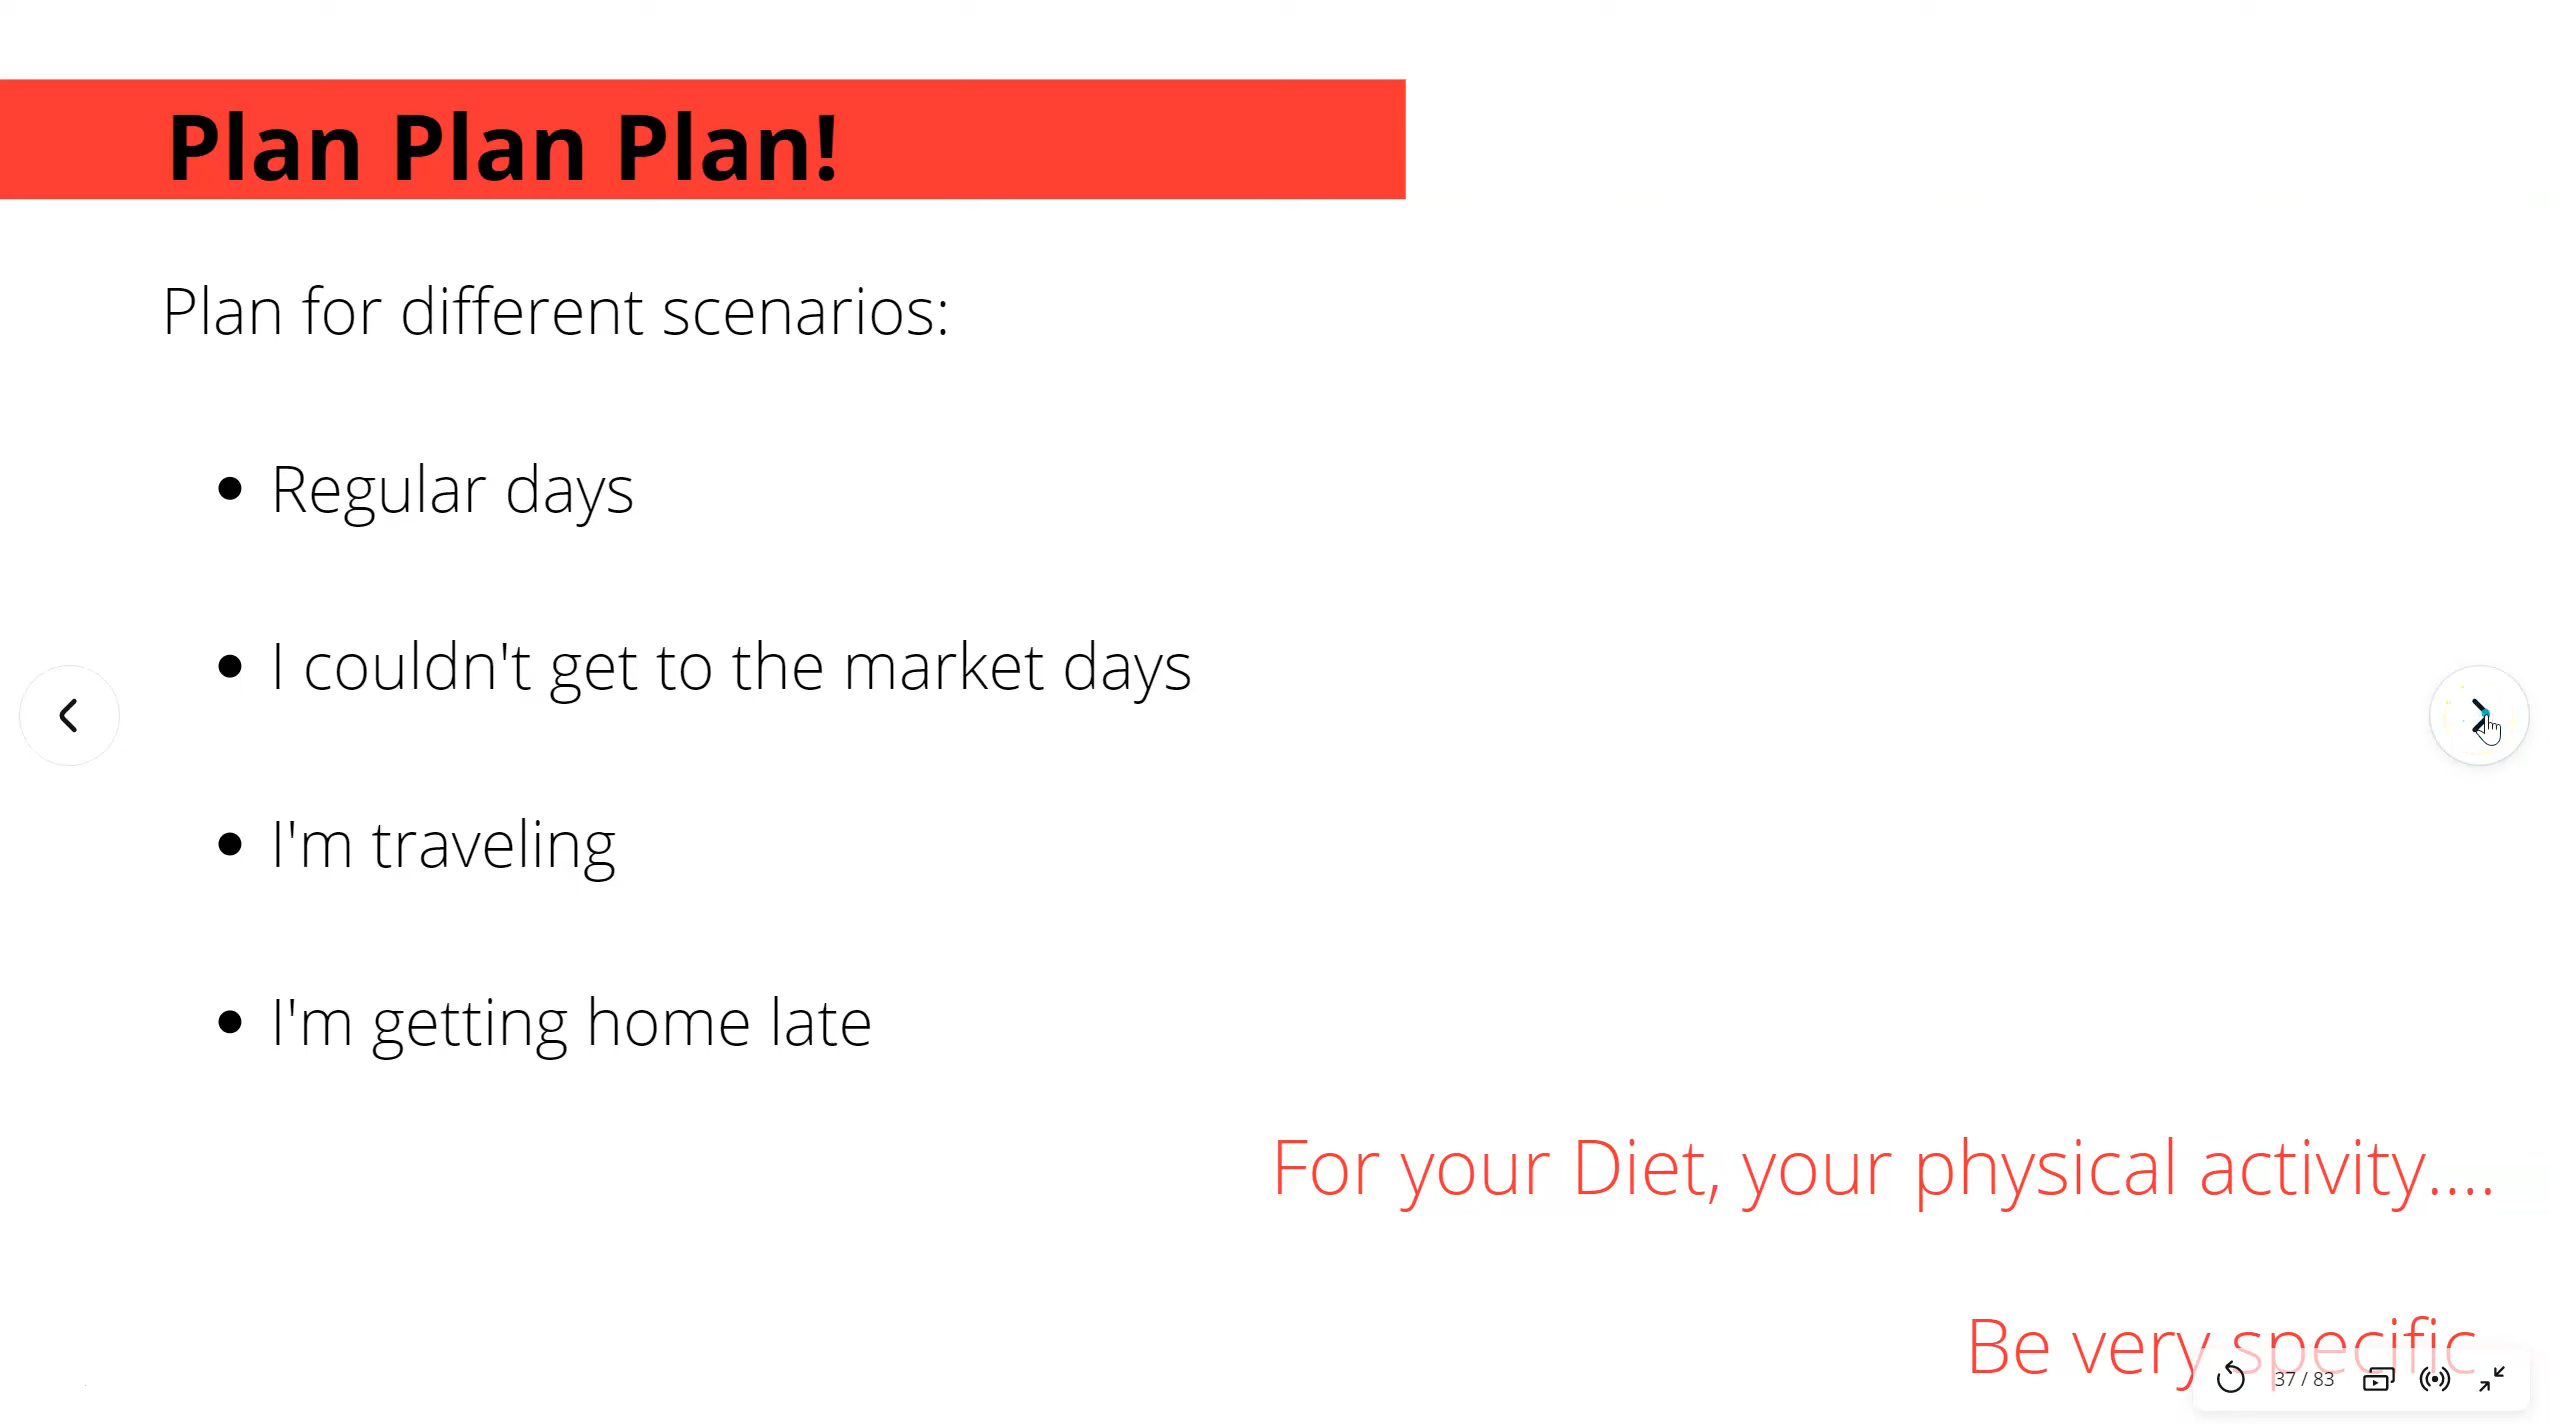 Plan Plan Plan!
Plan for different scenarios:
• Regular days
• I couldn't get to the market days
• I'm traveling
• I'm getting home late
For your Diet, your physical activity....
Be very specific
37 / 83